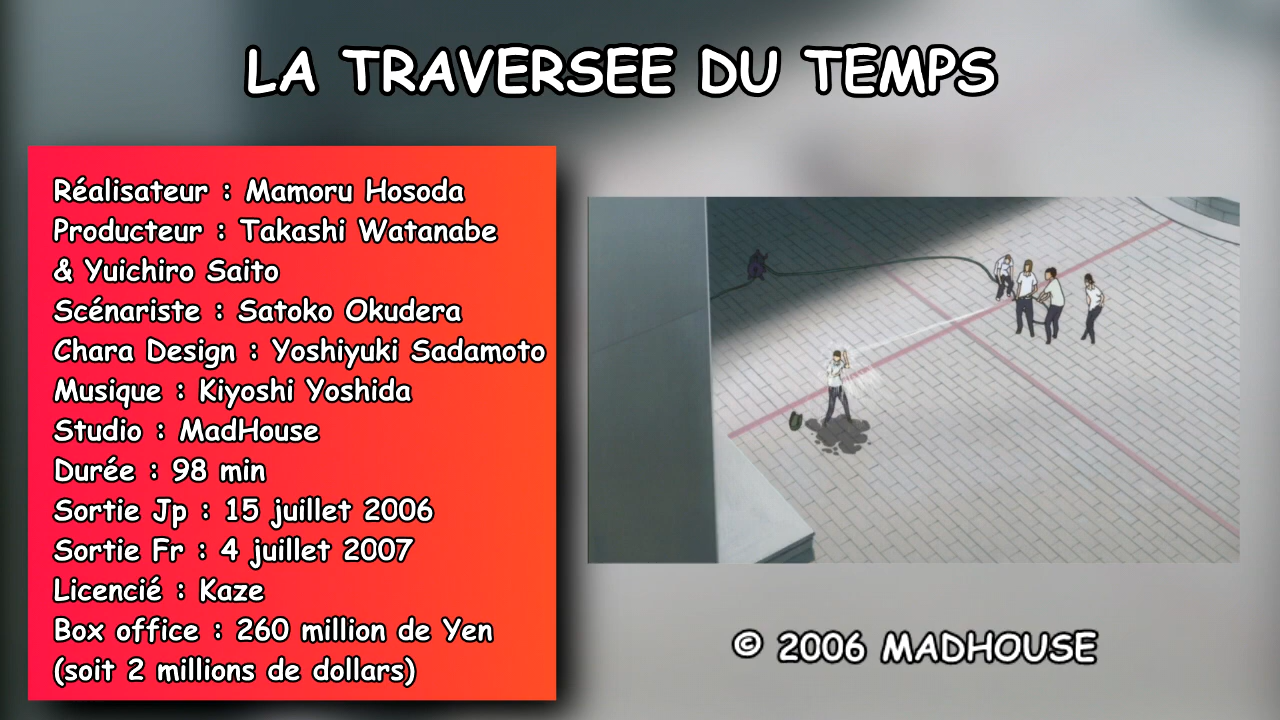 LA TRAVERSEE DU TEMPS
Réalisateur : Mamoru Hosoda
Producteur : Takashi Watanabe
& Yuichiro Saito
Scénariste : Satoko Okudera
Chara Design : Yoshiyuki Sadamoto
Musique : Kiyoshi Yoshida
Studio : MadHouse
Durée : 98 min
Sortie Jp : 15 juillet 2006
Sortie Fr : 4 juillet 2007
Licencié : Kaze
Box office : 260 million de Yen
(soit 2 millions de dollars)
© 2006 MADHOUSE